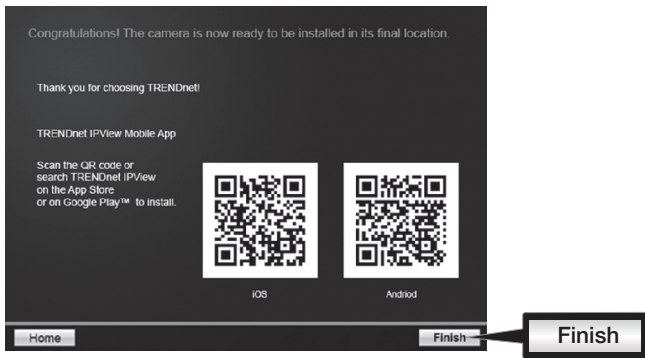 Congratulations! The camera is now ready to be installed in its final location.
Thank you for choosing TRENDnet!
TRENDnet IPView Mobile App
Scan the QR code or
search TRENDnet IPView
on the App Store
or on Google Play™ to install.
iOS
Andriod
Home
Finish
Finish